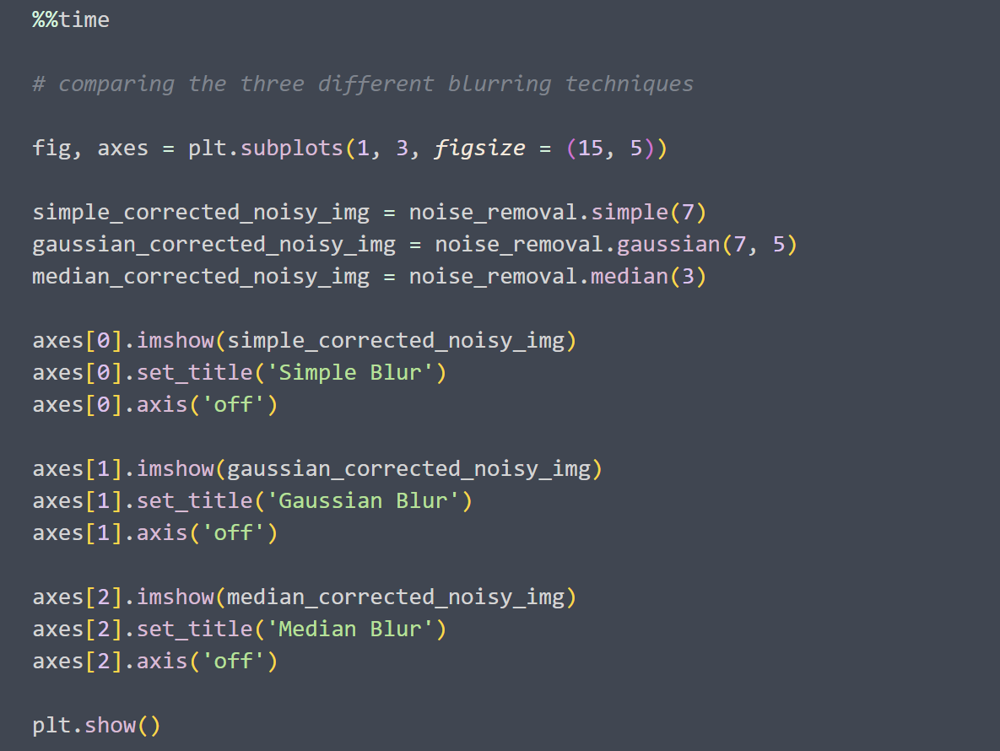 %%time
# comparing the three different blurring techniques
fig, axes = plt.subplots(1, 3, figsize = (15, 5))
simple_corrected_noisy_img = noise_removal.simple(7)
gaussian_corrected_noisy_img = noise_removal.gaussian(7, 5)
median_corrected_noisy_img = noise_removal.median(3)
axes[0].imshow(simple_corrected_noisy_img)
axes[0].set_title('Simple Blur')
axes[0].axis('off')
axes[1].imshow(gaussian_corrected_noisy_img)
axes[1].set_title('Gaussian Blur')
axes[1].axis('off')
axes[2].imshow(median_corrected_noisy_img)
axes[2].set_title('Median Blur')
axes[2].axis('off')
plt.show()